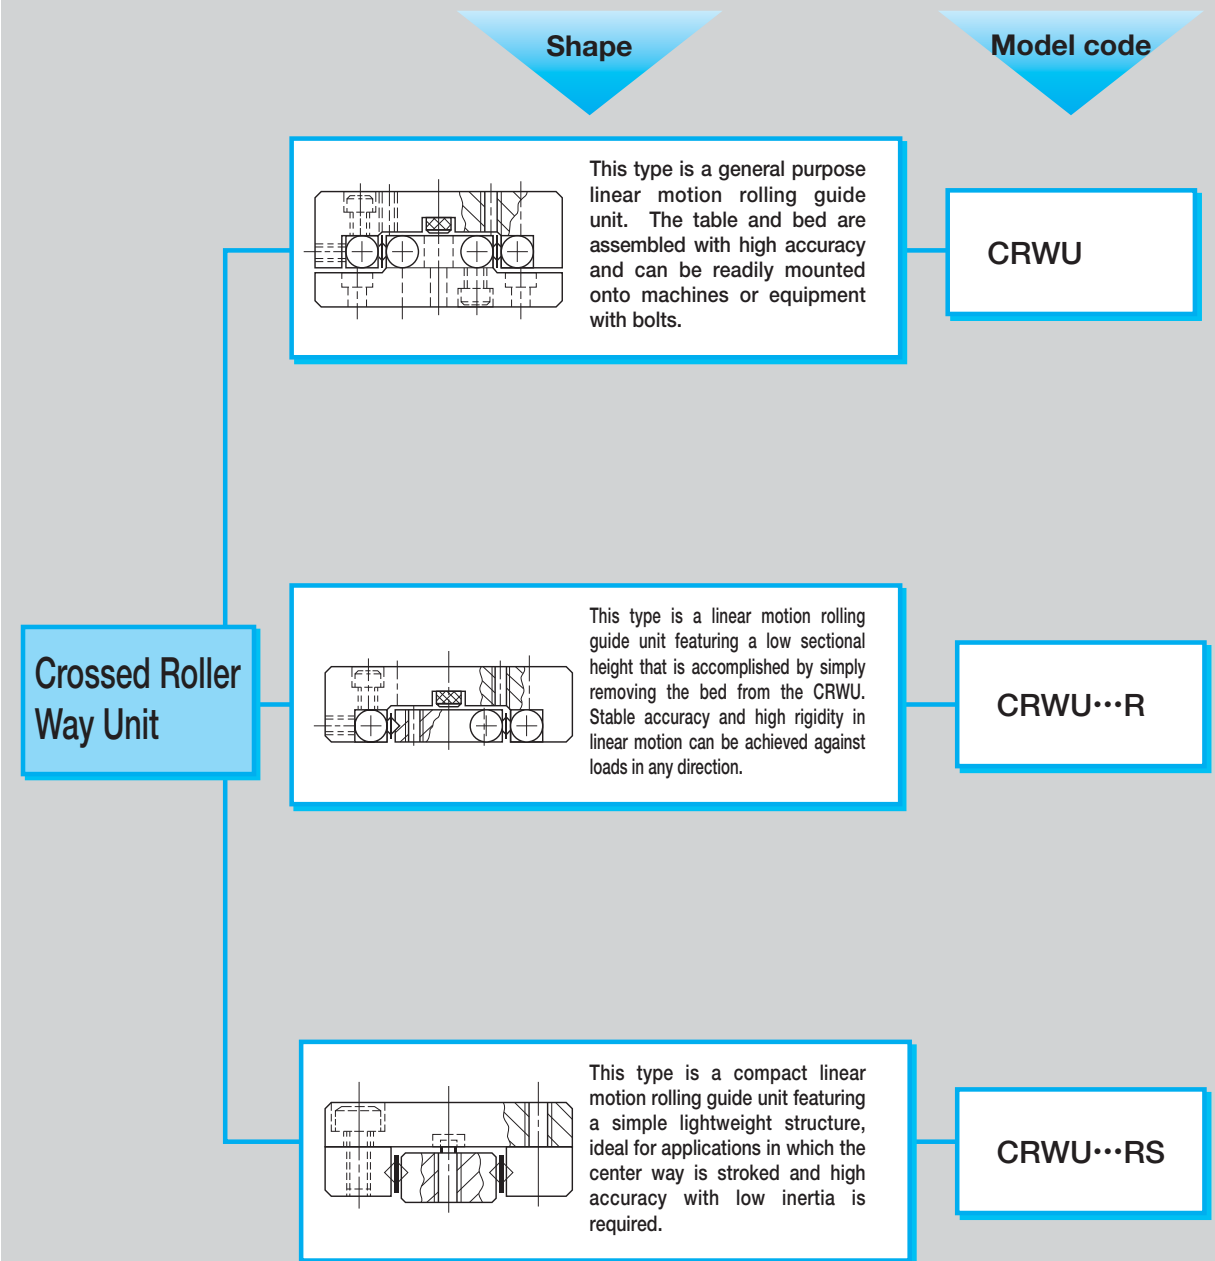 Shape
Model code
This type is a general purpose
linear motion rolling guide
unit. The table and bed are
assembled with high accuracy
and can be readily mounted
onto machines or equipment
with bolts.
CRWU
Crossed Roller
Way Unit
This type is a linear motion rolling
guide unit featuring a low sectional
height that is accomplished by simply
removing the bed from the CRWU.
Stable accuracy and high rigidity in
linear motion can be achieved against
loads in any direction.
CRWU···R
This type is a compact linear
motion rolling guide unit featuring
a simple lightweight structure,
ideal for applications in which the
center way is stroked and high
accuracy with low inertia is
required.
CRWU···RS